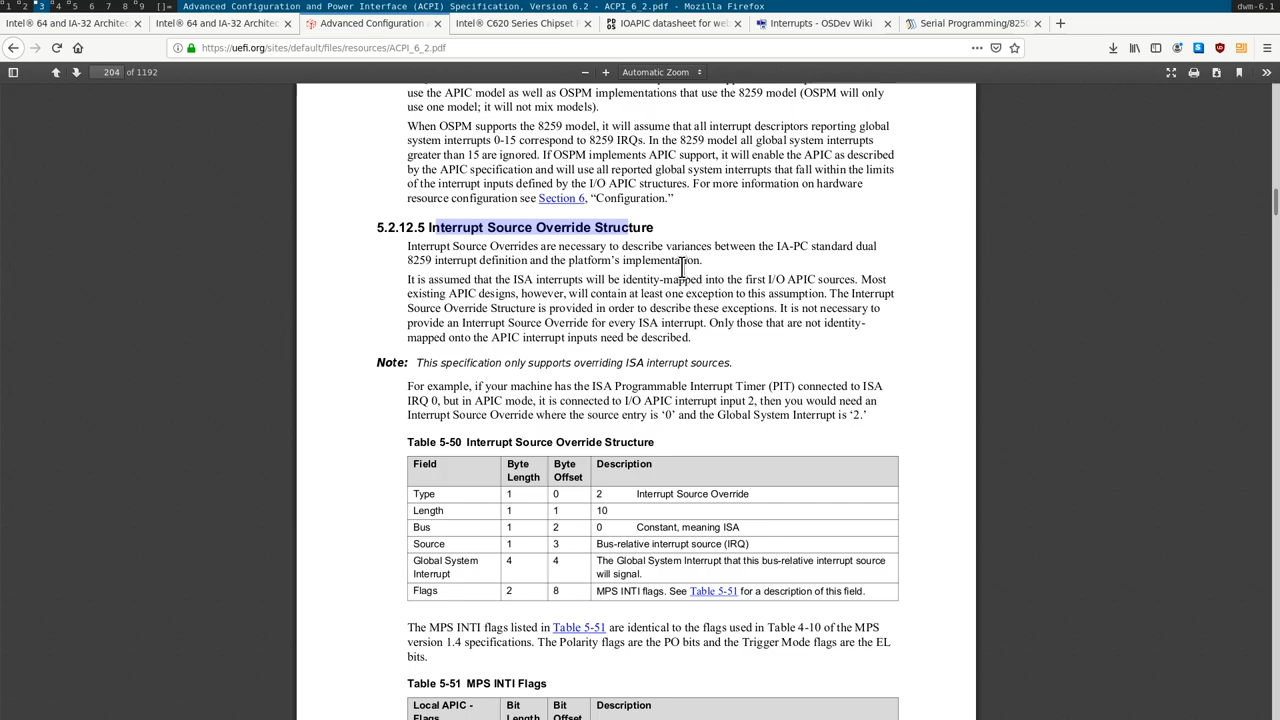 1 2 3 4 5 6 7 8 9 []= Advanced Configuration and Power Interface (ACPI) Specification, Version 6.2 - ACPI_6_2.pdf - Mozilla Firefox dwm-6.1
Intel® 64 and IA-32 Architec Intel® 64 and IA-32 Architec Advanced Configuration a Intel® C620 Series Chipset P IOAPIC datasheet for we Interrupts - OSDev Wiki Serial Programming/825
https://uefi.org/sites/default/files/resources/ACPI_6_2.pdf
204 of 1192 Automatic Zoom
use the APIC model as well as OSPM implementations that use the 8259 model (OSPM will only
use one model; it will not mix models).
When OSPM supports the 8259 model, it will assume that all interrupt descriptors reporting global
system interrupts 0-15 correspond to 8259 IRQs. In the 8259 model all global system interrupts
greater than 15 are ignored. If OSPM implements APIC support, it will enable the APIC as described
by the APIC specification and will use all reported global system interrupts that fall within the limits
of the interrupt inputs defined by the I/O APIC structures. For more information on hardware
resource configuration see Section 6, “Configuration.”
5.2.12.5 Interrupt Source Override Structure
Interrupt Source Overrides are necessary to describe variances between the IA-PC standard dual
8259 interrupt definition and the platform’s implementation.
It is assumed that the ISA interrupts will be identity-mapped into the first I/O APIC sources. Most
existing APIC designs, however, will contain at least one exception to this assumption. The Interrupt
Source Override Structure is provided in order to describe these exceptions. It is not necessary to
provide an Interrupt Source Override for every ISA interrupt. Only those that are not identity-
mapped onto the APIC interrupt inputs need be described.
Note: This specification only supports overriding ISA interrupt sources.
For example, if your machine has the ISA Programmable Interrupt Timer (PIT) connected to ISA
IRQ 0, but in APIC mode, it is connected to I/O APIC interrupt input 2, then you would need an
Interrupt Source Override where the source entry is ‘0’ and the Global System Interrupt is ‘2.’
Table 5-50 Interrupt Source Override Structure
Field Byte Length Byte Offset Description
Type 1 0 2 Interrupt Source Override
Length 1 1 10
Bus 1 2 0 Constant, meaning ISA
Source 1 3 Bus-relative interrupt source (IRQ)
Global System Interrupt 4 4 The Global System Interrupt that this bus-relative interrupt source
will signal.
Flags 2 8 MPS INTI flags. See Table 5-51 for a description of this field.
The MPS INTI flags listed in Table 5-51 are identical to the flags used in Table 4-10 of the MPS
version 1.4 specifications. The Polarity flags are the PO bits and the Trigger Mode flags are the EL
bits.
Table 5-51 MPS INTI Flags
Local APIC - Flags Bit Length Bit Offset Description